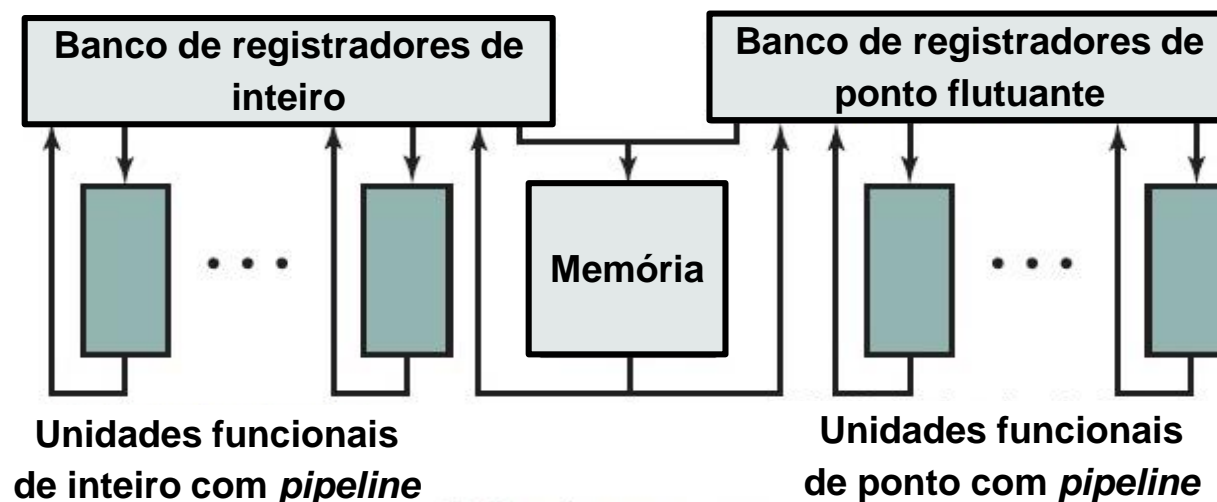 Banco de registradores de
inteiro
Banco de registradores de
ponto flutuante
Memória
Unidades funcionais
de inteiro com pipeline
Unidades funcionais
de ponto com pipeline